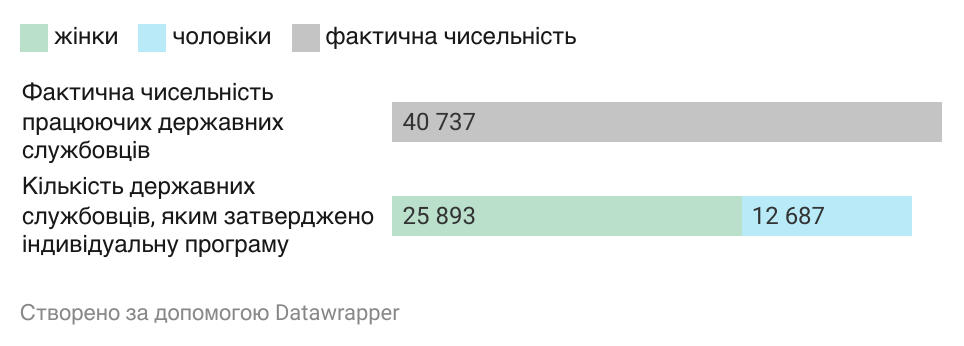 жінки чоловіки фактична чисельність
Фактична чисельність
працюючих державних
службовців
40 737
Кількість державних
службовців, яким затверджено
індивідуальну програму
25 893 12 687
Створено за допомогою Datawrapper